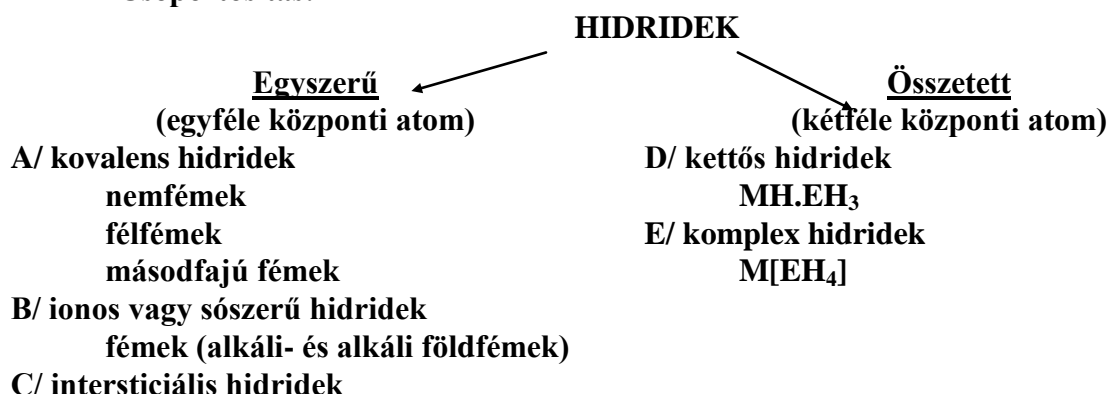 Csoportosítás:
HIDRIDEK
Egyszerű
(egyféle központi atom)
A/ kovalens hidridek
nemfémek
félfémek
másodfajú fémek
B/ ionos vagy sószerű hidridek
fémek (alkáli- és alkáli földfémek)
C/ intersticiális hidridek
Összetett
(kétféle központi atom)
D/ kettős hidridek
MH.EH₃
E/ komplex hidridek
M[EH₄]